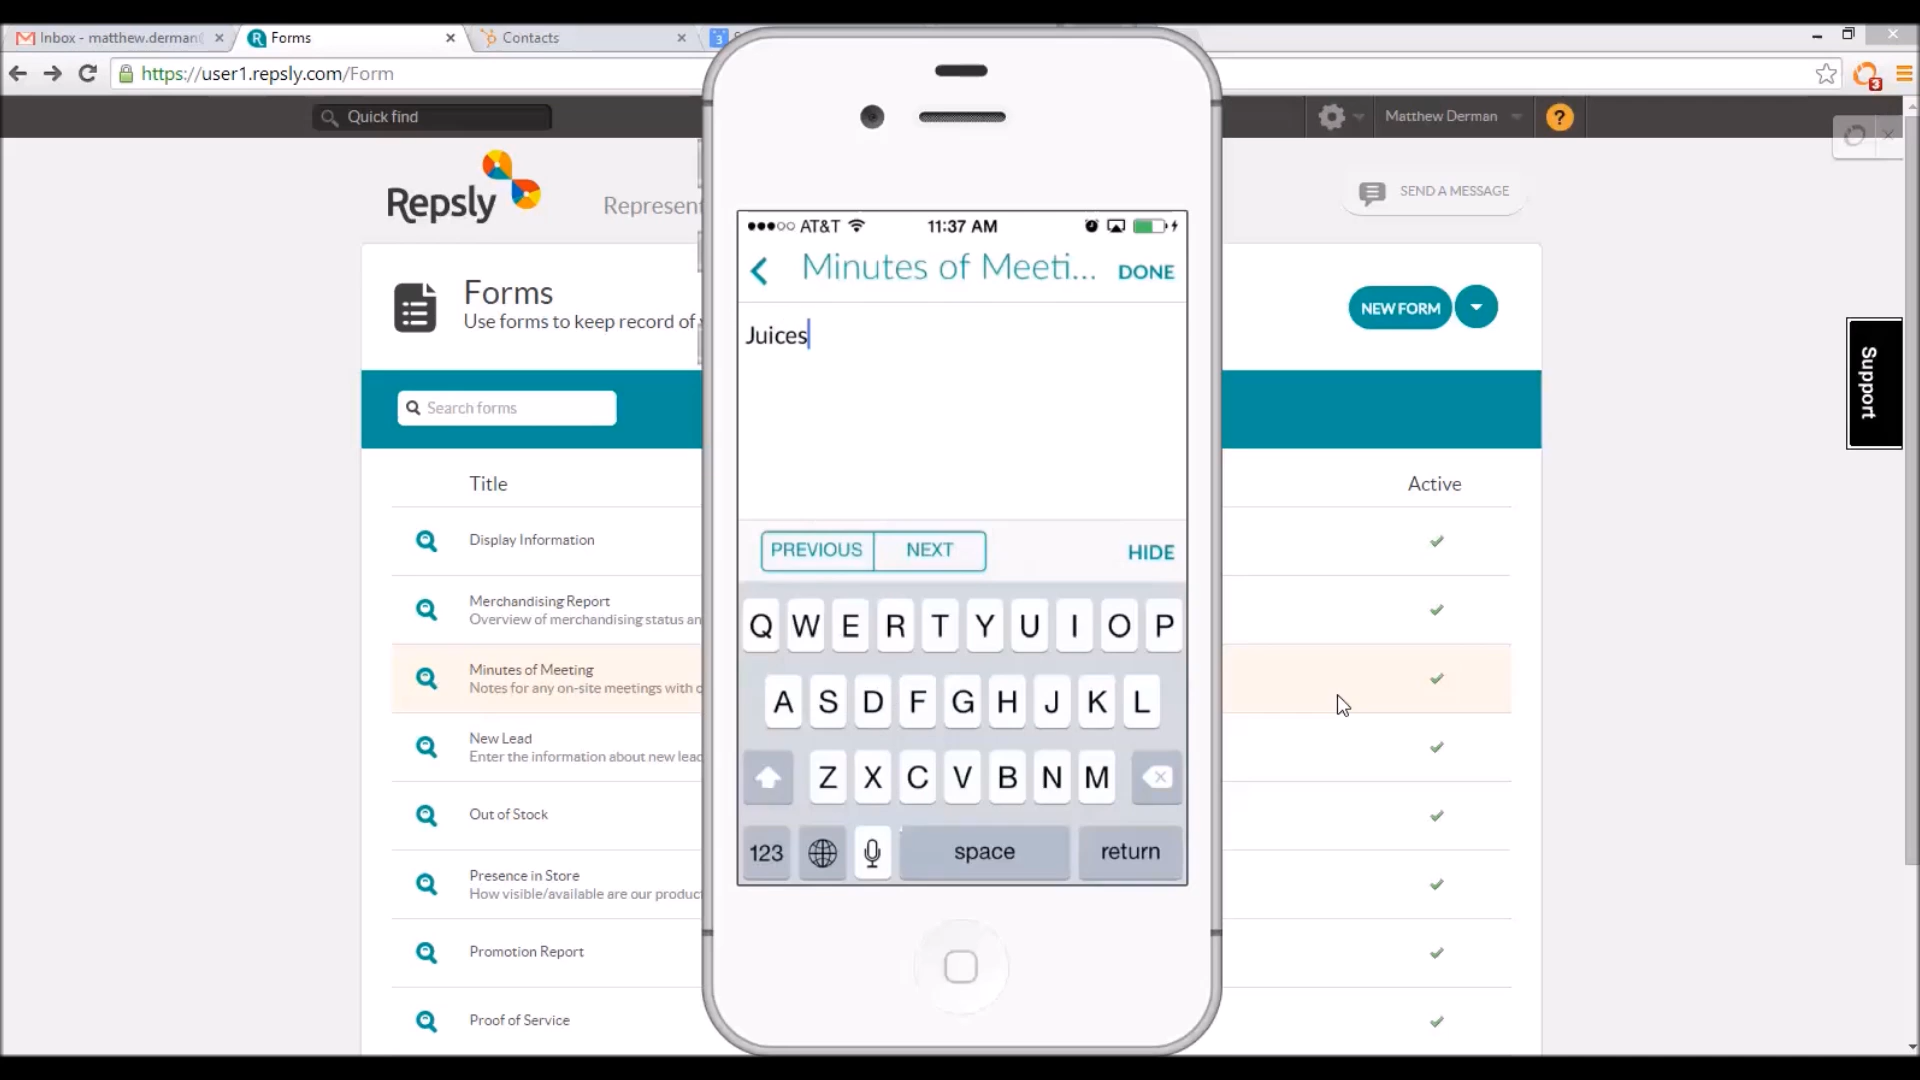 Inbox - matthew.derman
Forms
Contacts
3
https://user1.repsly.com/Form
3
Quick find
Matthew Derman
?
Repsly
Represent
SEND A MESSAGE
Forms
Use forms to keep record of
NEW FORM
Search forms
Support
Title
Active
Display Information
Merchandising Report
Overview of merchandising status an
Minutes of Meeting
Notes for any on-site meetings with
New Lead
Enter the information about new lead
Out of Stock
Presence in Store
How visible/available are our product
Promotion Report
Proof of Service
AT&T
11:37 AM
Minutes of Meeti...
DONE
Juices
PREVIOUS
NEXT
HIDE
Q W E R T Y U I O P
A S D F G H J K L
Z X C V B N M
123
space
return